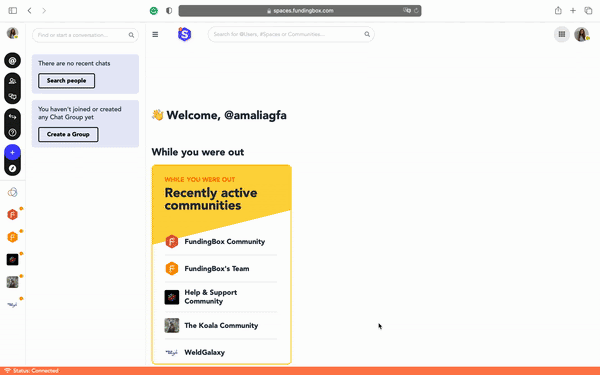 spaces.fundingbox.com
Find or start a conversation...
Search for @Users, #Spaces or Communities...
There are no recent chats
Search people
You haven't joined or created
any Chat Group yet
Create a Group
👋 Welcome, @amaliagfa
While you were out
WHILE YOU WERE OUT
Recently active
communities
FundingBox Community
FundingBox's Team
Help & Support
Community
The Koala Community
WeldGalaxy
Status: Connected